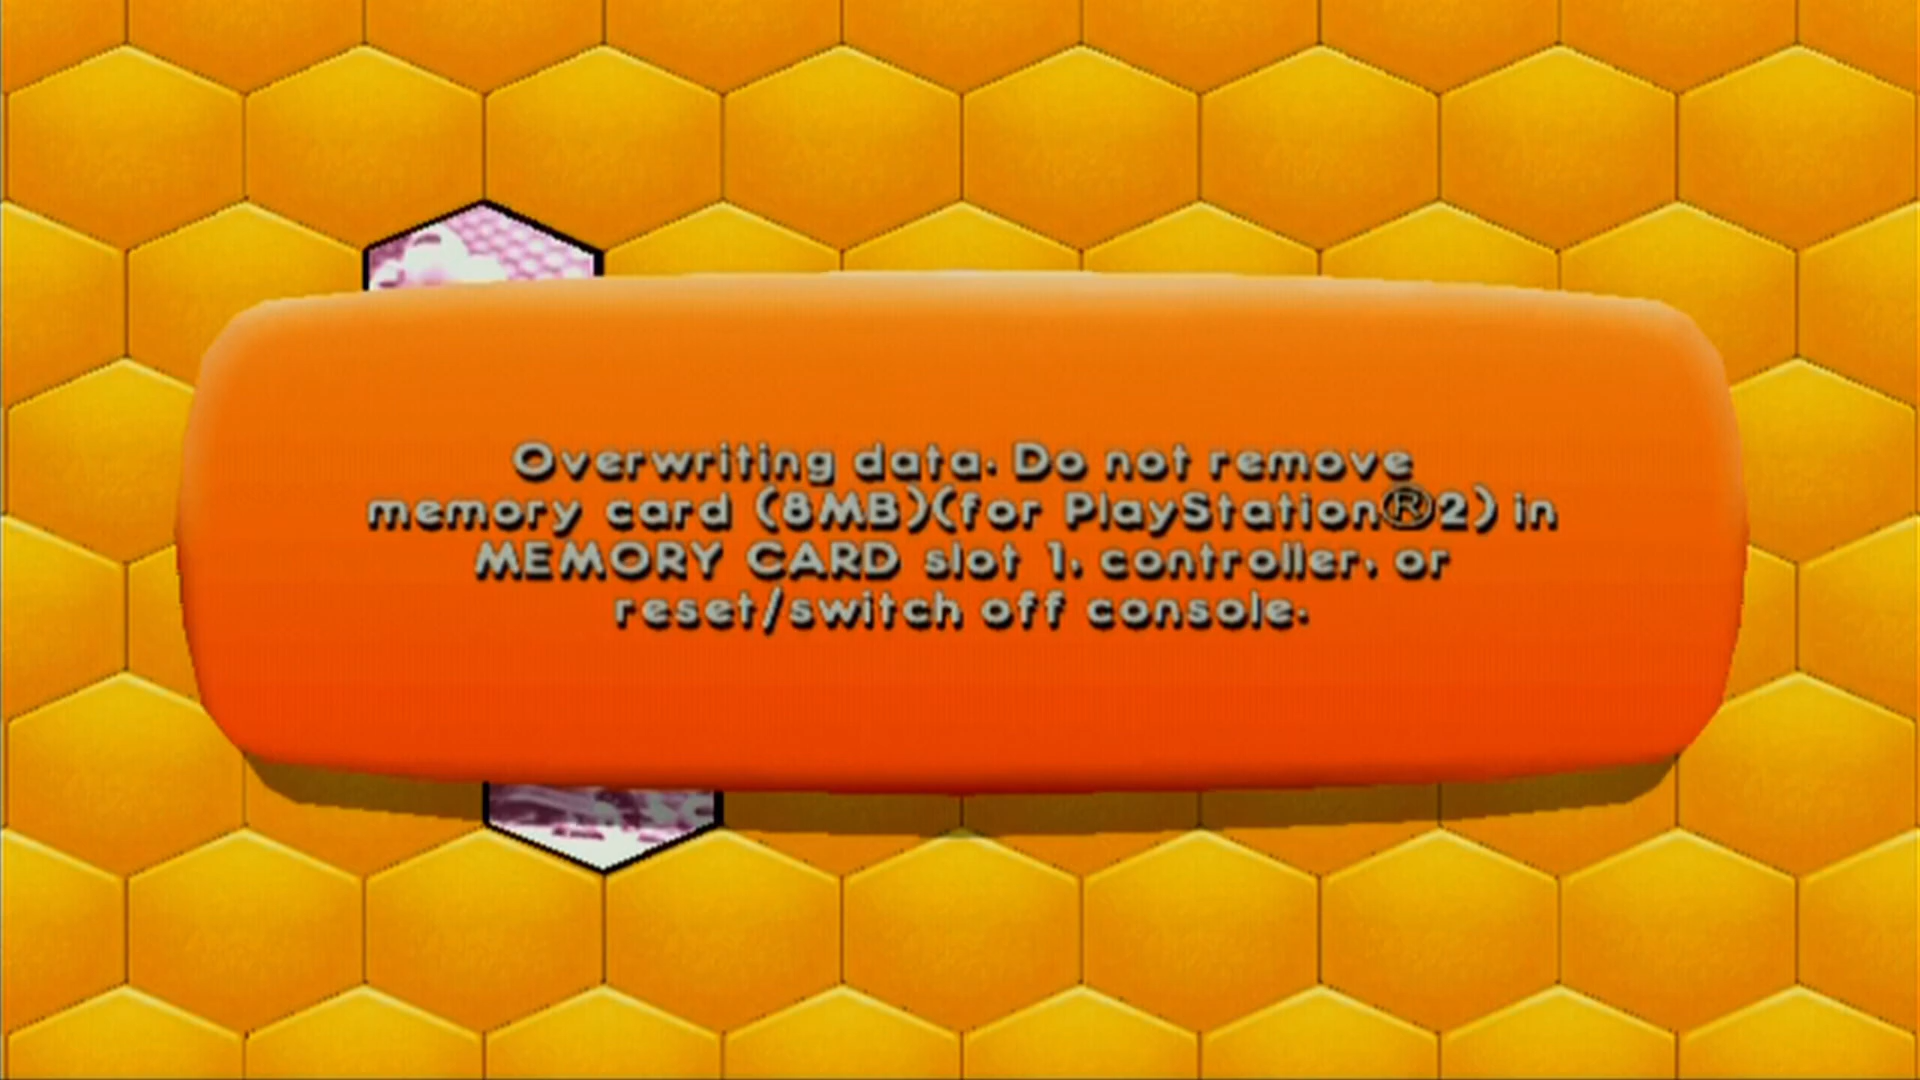 Overwriting data. Do not remove
memory card (8MB)(for PlayStation®2) in
MEMORY CARD slot 1, controller, or
reset/switch off console.